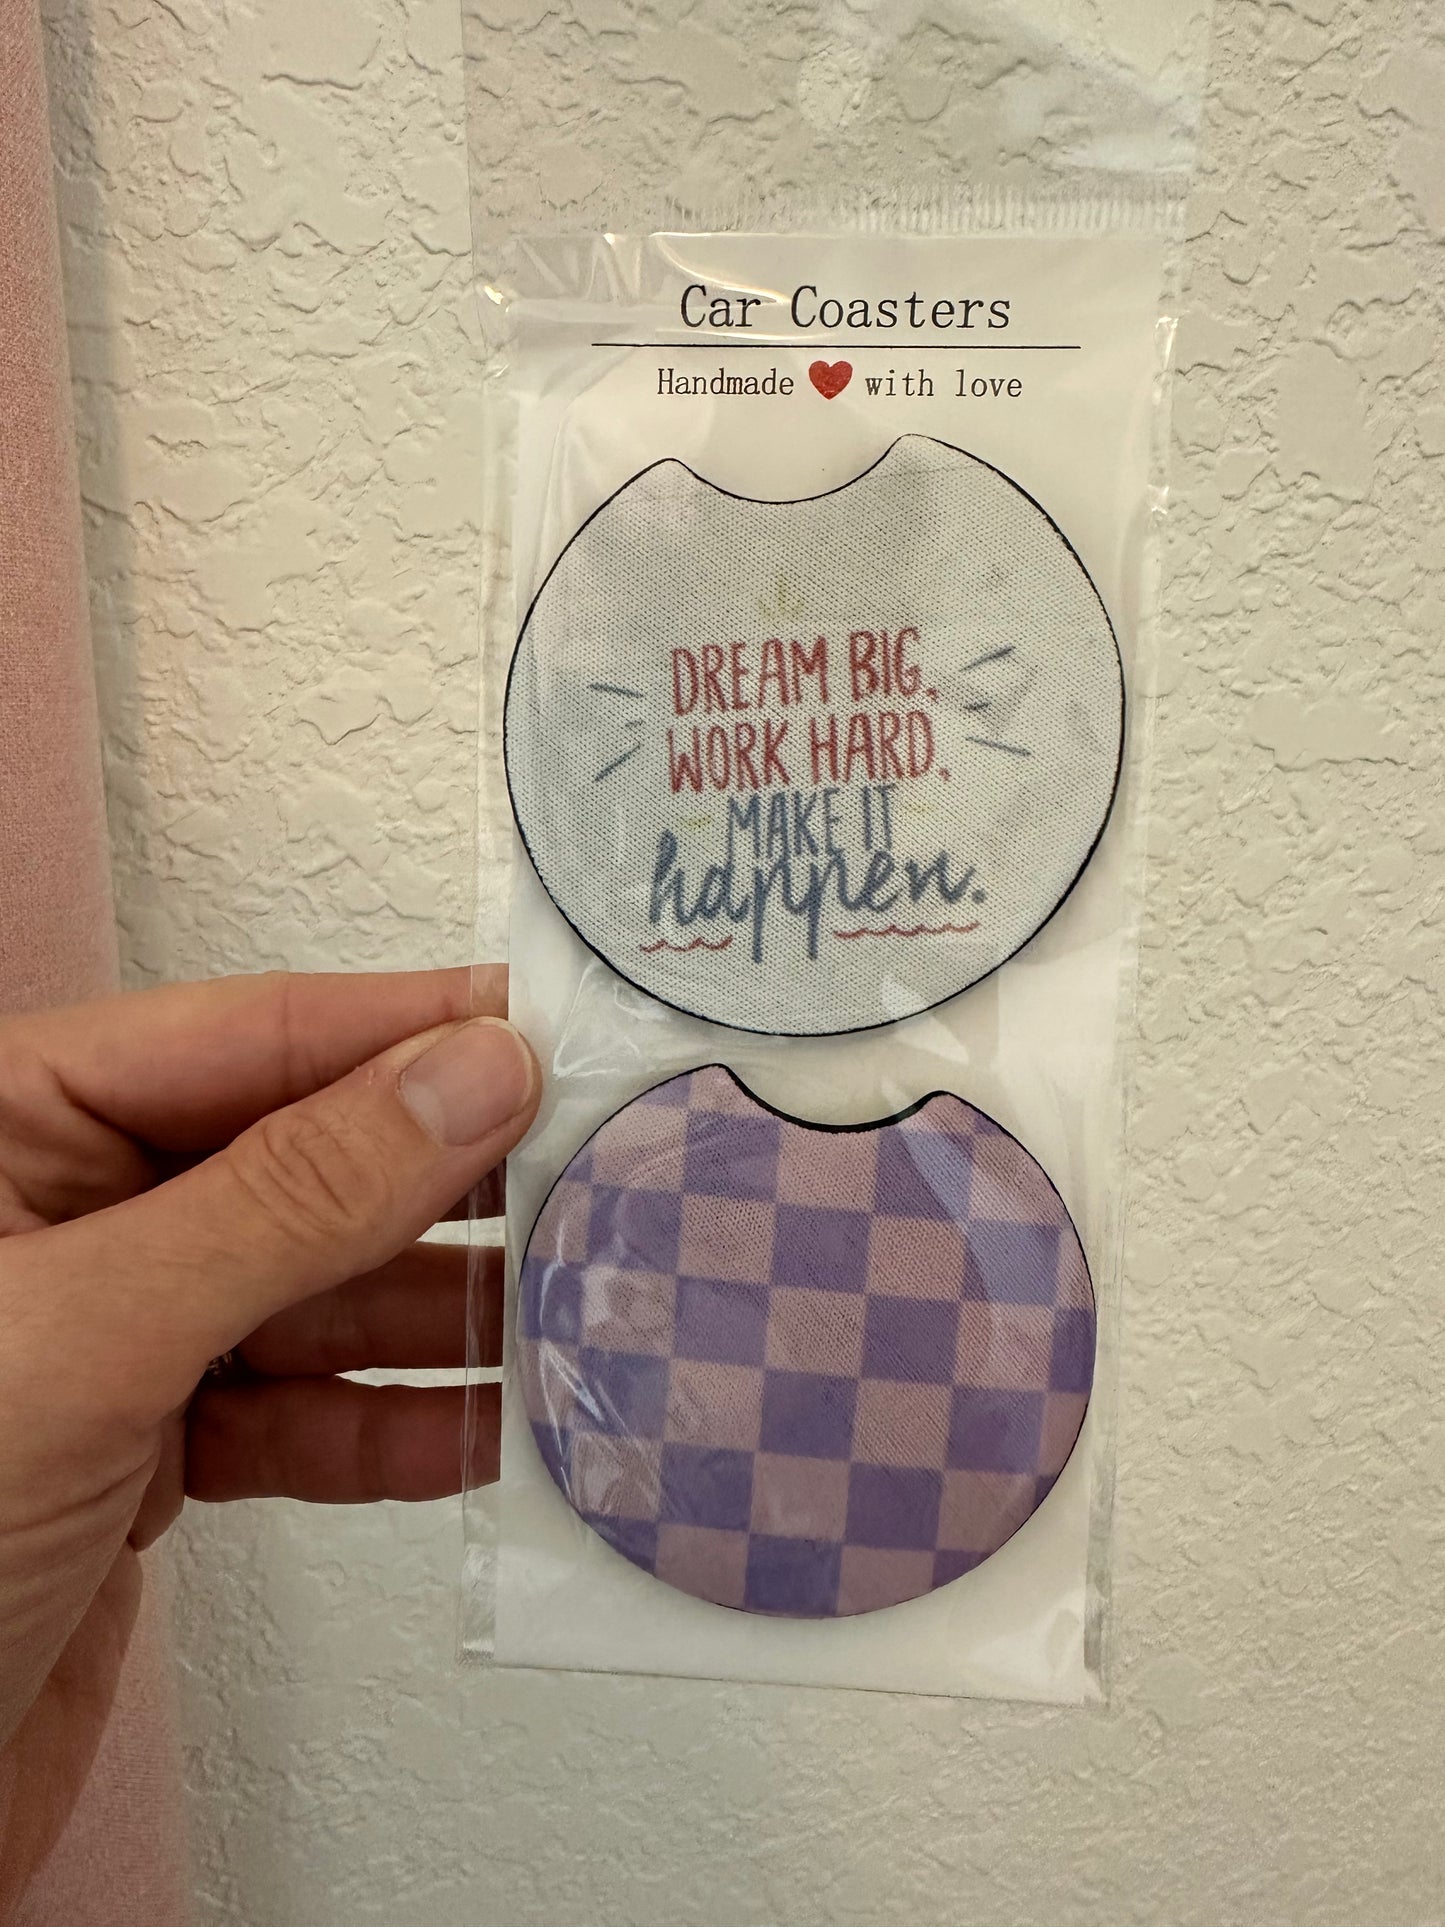 Car Coasters
Handmade ❤ with love
DREAM BIG.
WORK HARD.
MAKE IT
happen.